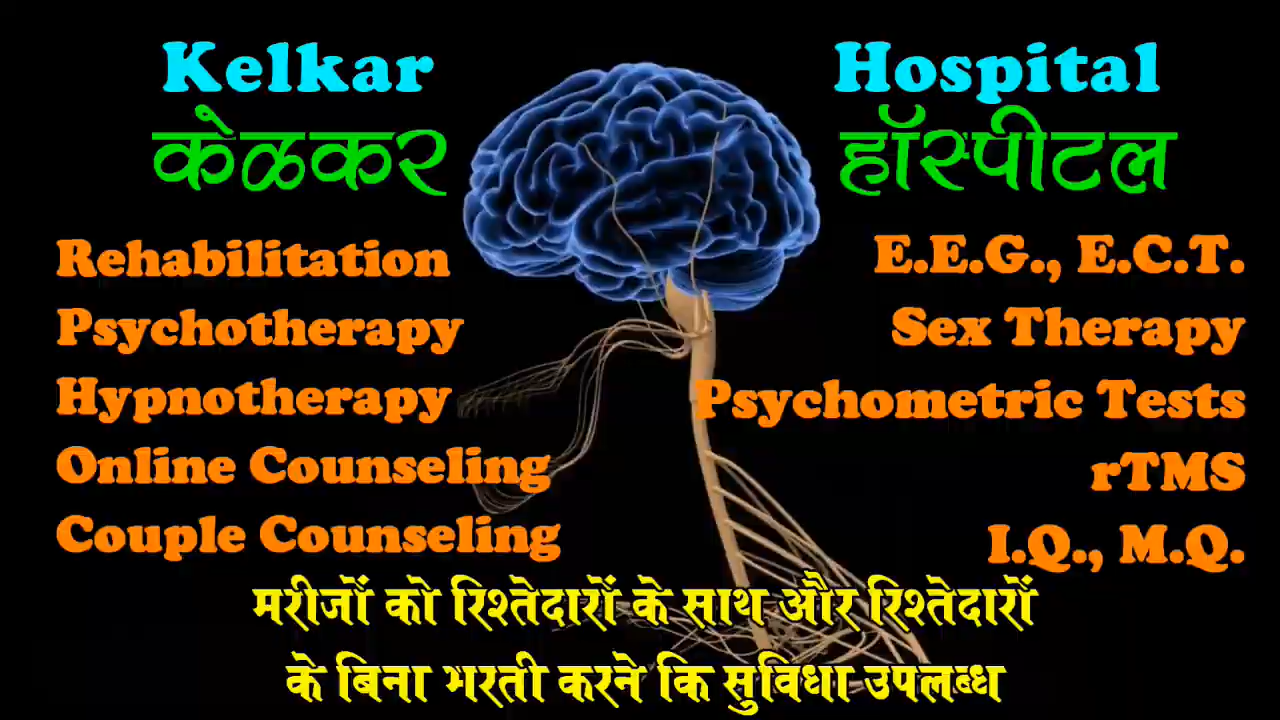 Kelkar Hospital
केळकर हॉस्पीटल
Rehabilitation
Psychotherapy
Hypnotherapy
Online Counseling
Couple Counseling
E.E.G., E.C.T.
Sex Therapy
Psychometric Tests
rTMS
I.Q., M.Q.
मरीजों को रिश्तेदारों के साथ और रिश्तेदारों
के बिना भरती करने कि सुविधा उपलब्ध